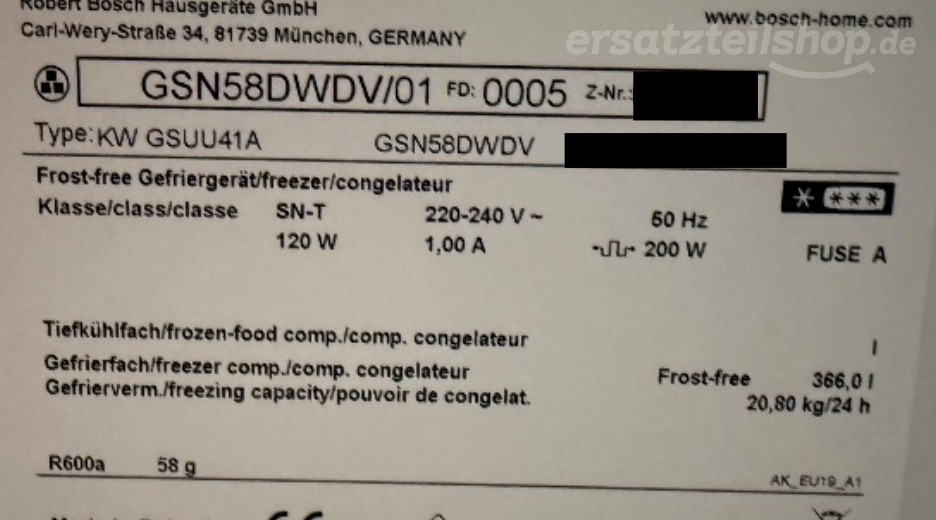 Robert Bosch Hausgeräte GmbH
www.bosch-home.com
Carl-Wery-Straße 34, 81739 München, GERMANY
ersatzteilshop.de
GSN58DWDV/01 FD: 0005 Z-Nr.:
Type: KW GSUU41A GSN58DWDV
Frost-free Gefriergerät/freezer/congelateur
Klasse/class/classe SN-T 220-240 V ~ 50 Hz
120 W 1,00 A 200 W FUSE A
Tiefkühlfach/frozen-food comp./comp. congelateur l
Gefrierfach/freezer comp./comp. congelateur Frost-free 366,0 l
Gefrierverm./freezing capacity/pouvoir de congelat. 20,80 kg/24 h
R600a 58 g
AK_EU19_A1